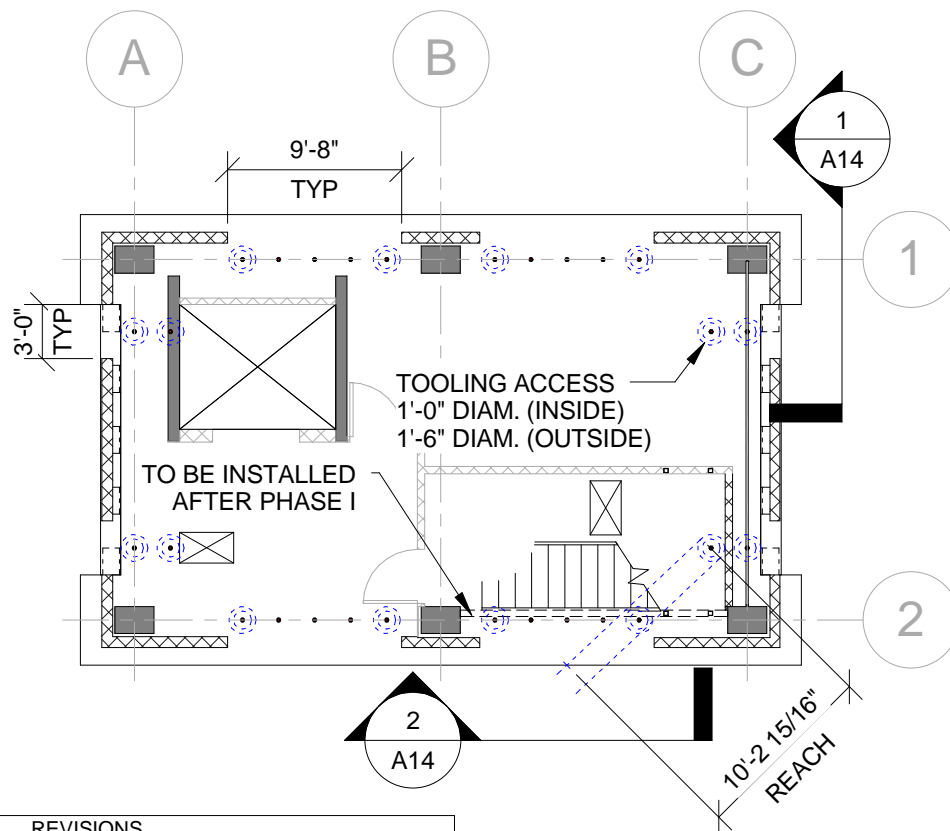 A
B
C
1
A14
9'-8"
TYP
1
3'-0"
TYP
TOOLING ACCESS
1'-0" DIAM. (INSIDE)
1'-6" DIAM. (OUTSIDE)
TO BE INSTALLED
AFTER PHASE I
2
2
A14
10'-2 15/16"
REACH
REVISIONS